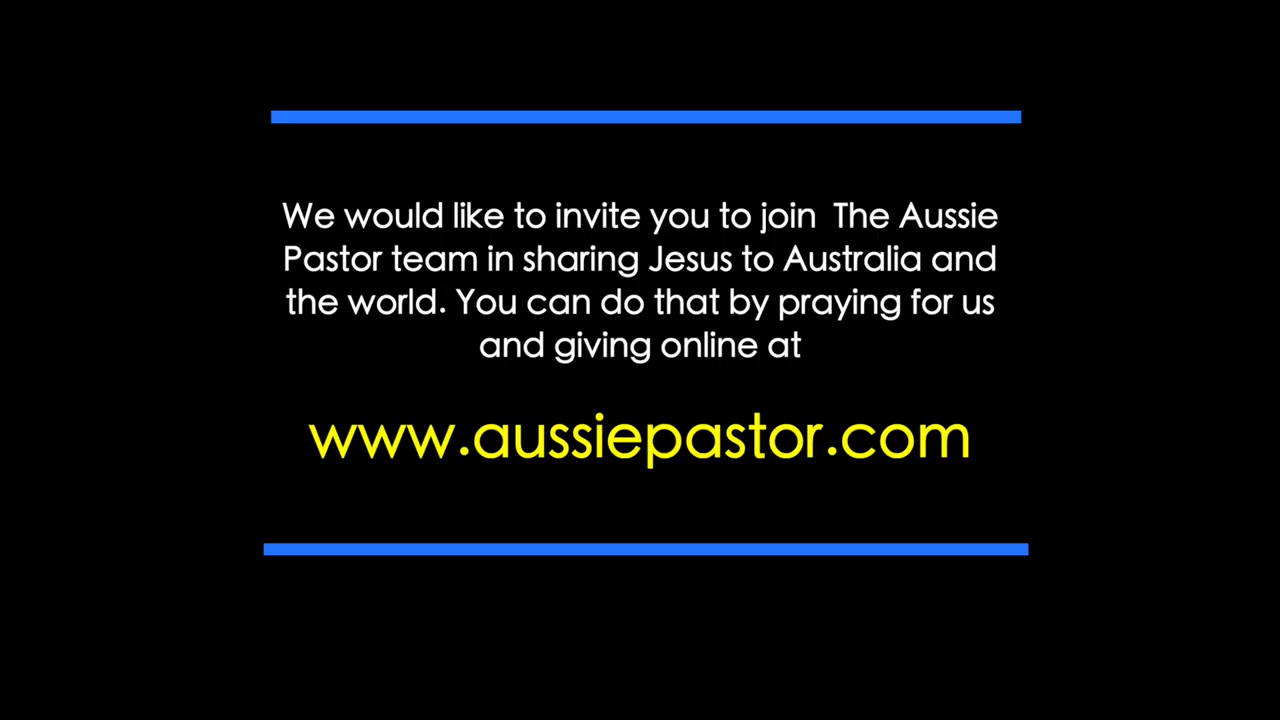 We would like to invite you to join  The Aussie
Pastor team in sharing Jesus to Australia and
the world. You can do that by praying for us
and giving online at
www.aussiepastor.com